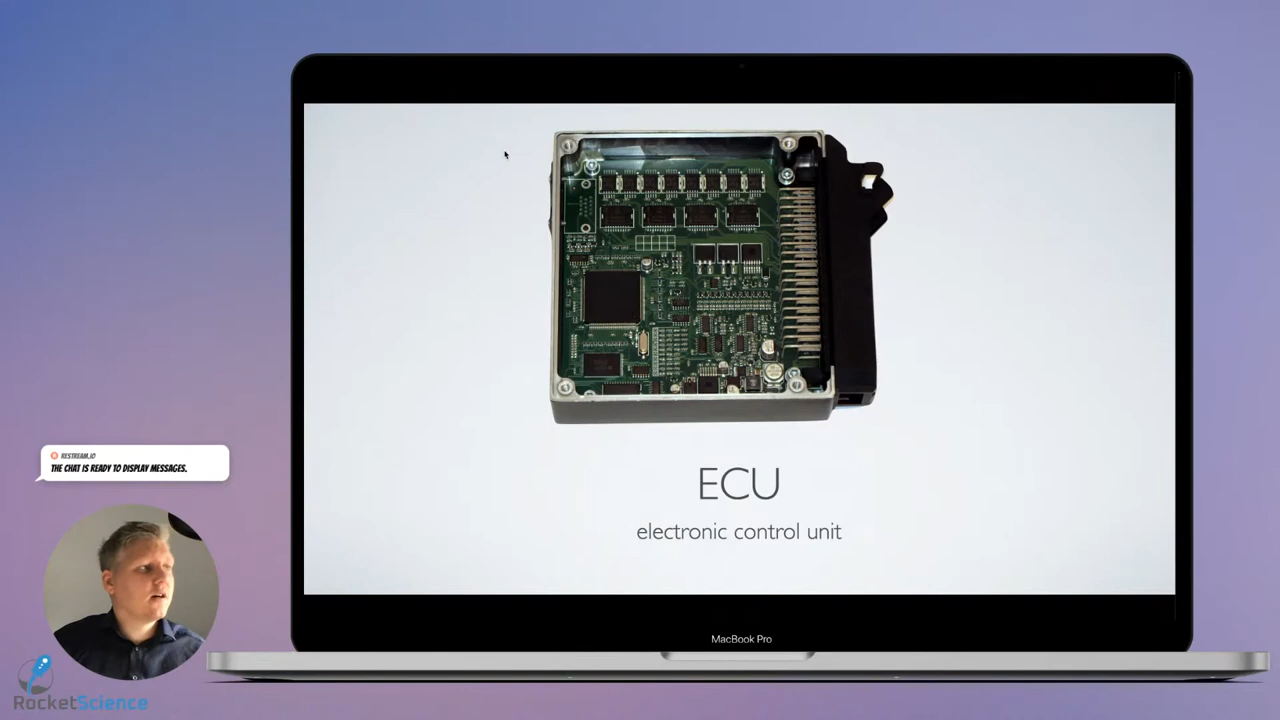 RESTREAM.IO
THE CHAT IS READY TO DISPLAY MESSAGES.
ECU
electronic control unit
MacBook Pro
RocketScience